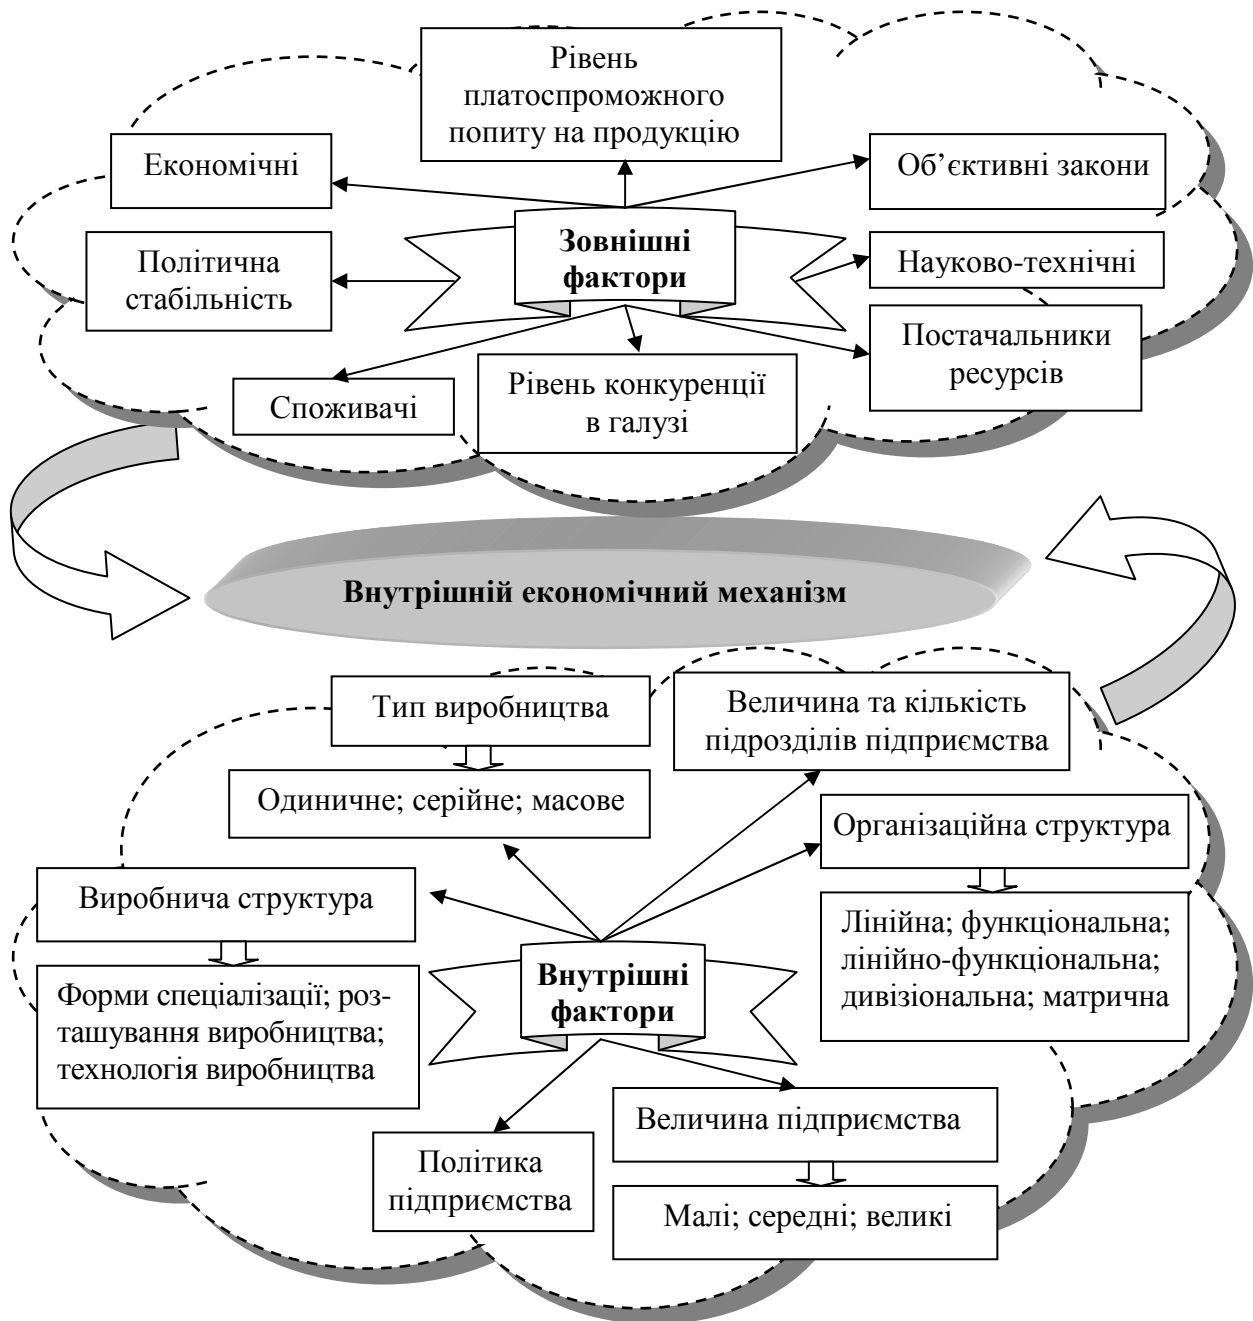 Рівень
платоспроможного
попиту на продукцію
Економічні
Об’єктивні закони
Зовнішні
фактори
Політична
стабільність
Науково-технічні
Постачальники
ресурсів
Споживачі
Рівень конкуренції
в галузі
Внутрішній економічний механізм
Тип виробництва
Величина та кількість
підрозділів підприємства
Одиничне; серійне; масове
Організаційна структура
Виробнича структура
Лінійна; функціональна;
лінійно-функціональна;
дивізіональна; матрична
Внутрішні
фактори
Форми спеціалізації; роз-
ташування виробництва;
технологія виробництва
Величина підприємства
Політика
підприємства
Малі; середні; великі